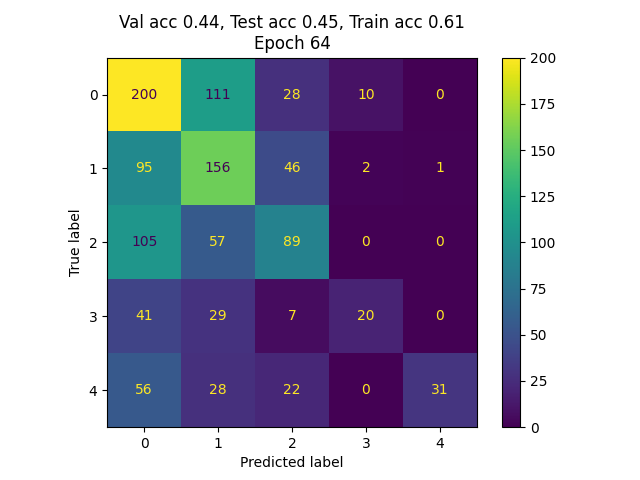 Val acc 0.44, Test acc 0.45, Train acc 0.61
Epoch 64
0 200 111 28 10 0
1 95 156 46 2 1
2 105 57 89 0 0
3 41 29 7 20 0
4 56 28 22 0 31
0 1 2 3 4
Predicted label
True label
200
175
150
125
100
75
50
25
0